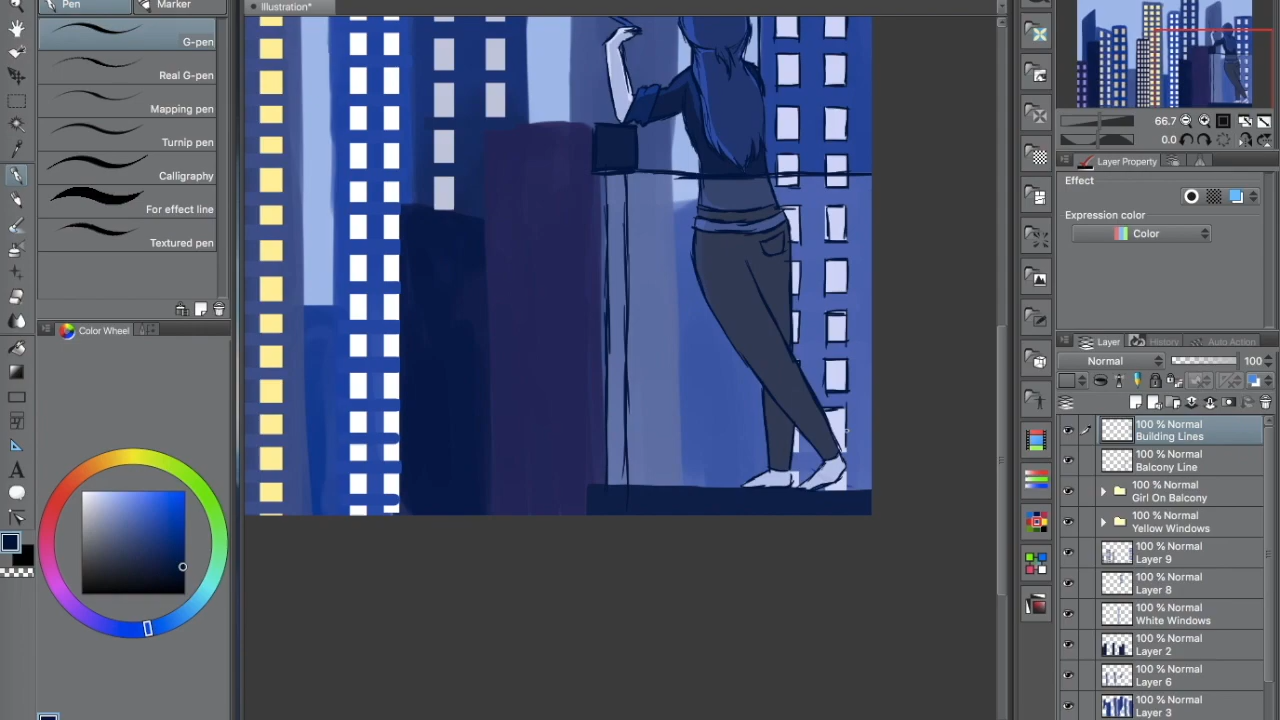 Pen
Marker
G-pen
Real G-pen
Mapping pen
Turnip pen
Calligraphy
For effect line
Textured pen
Color Wheel
Illustration*
66.7
0.0
Layer Property
Effect
Expression color
Color
Layer
History
Auto Action
Normal
100
100 % Normal
Building Lines
100 % Normal
Balcony Line
100 % Normal
Girl On Balcony
100 % Normal
Yellow Windows
100 % Normal
Layer 9
100 % Normal
Layer 8
100 % Normal
White Windows
100 % Normal
Layer 2
100 % Normal
Layer 6
100 % Normal
Layer 3